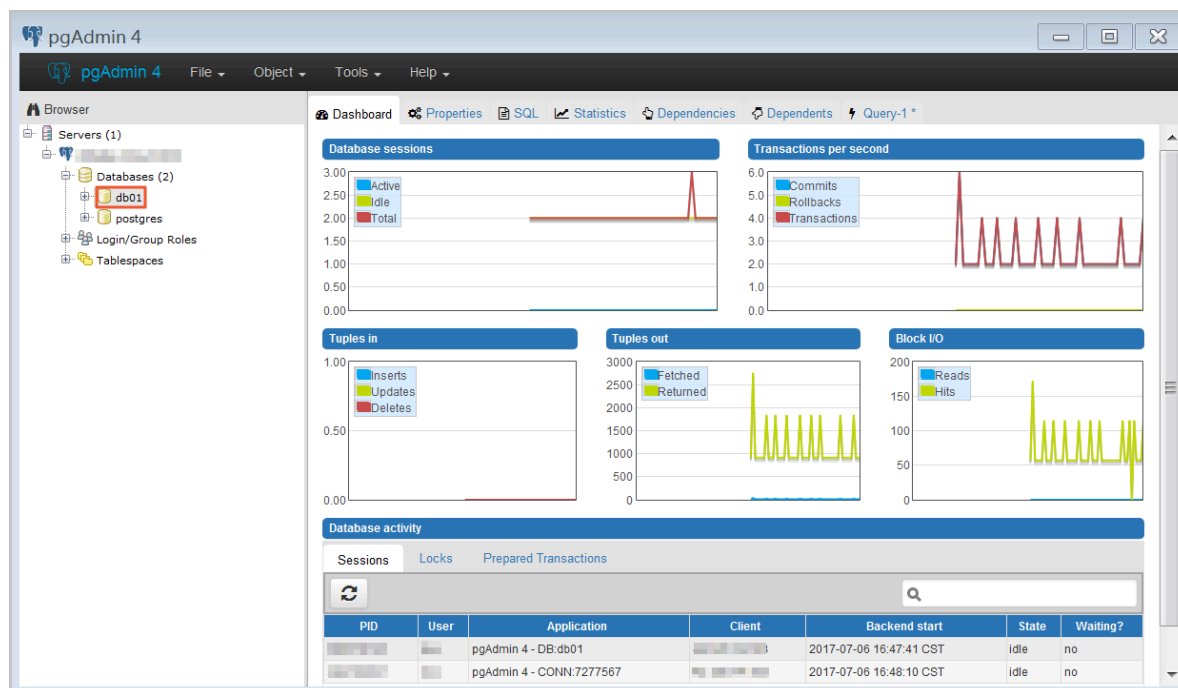 pgAdmin 4
pgAdmin 4 File Object Tools Help
Browser
Dashboard Properties SQL Statistics Dependencies Dependents Query-1 *
Servers (1)
Databases (2)
db01
postgres
Login/Group Roles
Tablespaces
Database sessions
3.00
2.50
2.00
1.50
1.00
0.50
0.00
Active
Idle
Total
Transactions per second
6.0
5.0
4.0
3.0
2.0
1.0
0.0
Commits
Rollbacks
Transactions
Tuples in
1.00
0.50
0.00
Inserts
Updates
Deletes
Tuples out
3000
2500
2000
1500
1000
500
0
Fetched
Returned
Block I/O
200
150
100
50
0
Reads
Hits
Database activity
Sessions Locks Prepared Transactions
PID User Application Client Backend start State Waiting?
pgAdmin 4 - DB:db01 2017-07-06 16:47:41 CST idle no
pgAdmin 4 - CONN:7277567 2017-07-06 16:48:10 CST idle no